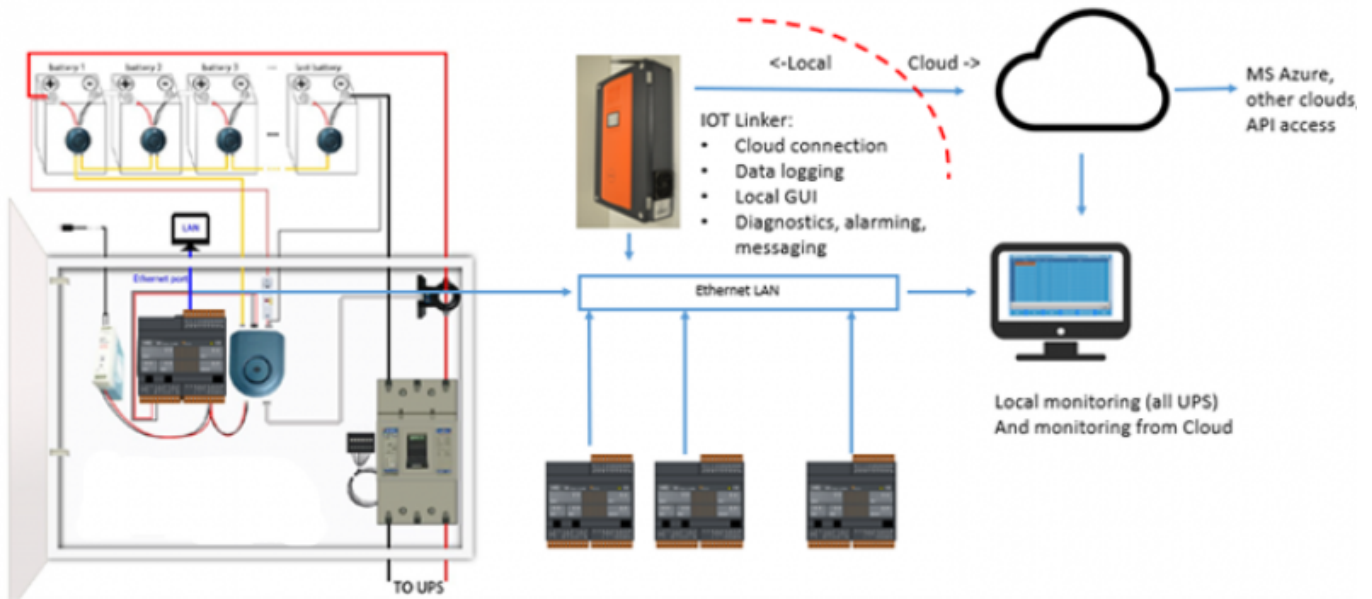 battery 1
battery 2
battery 3
last battery
LAN
Ethernet port
TO UPS
<-Local
Cloud ->
IOT Linker:
• Cloud connection
• Data logging
• Local GUI
• Diagnostics, alarming,
messaging
Ethernet LAN
MS Azure,
other clouds,
API access
Local monitoring (all UPS)
And monitoring from Cloud